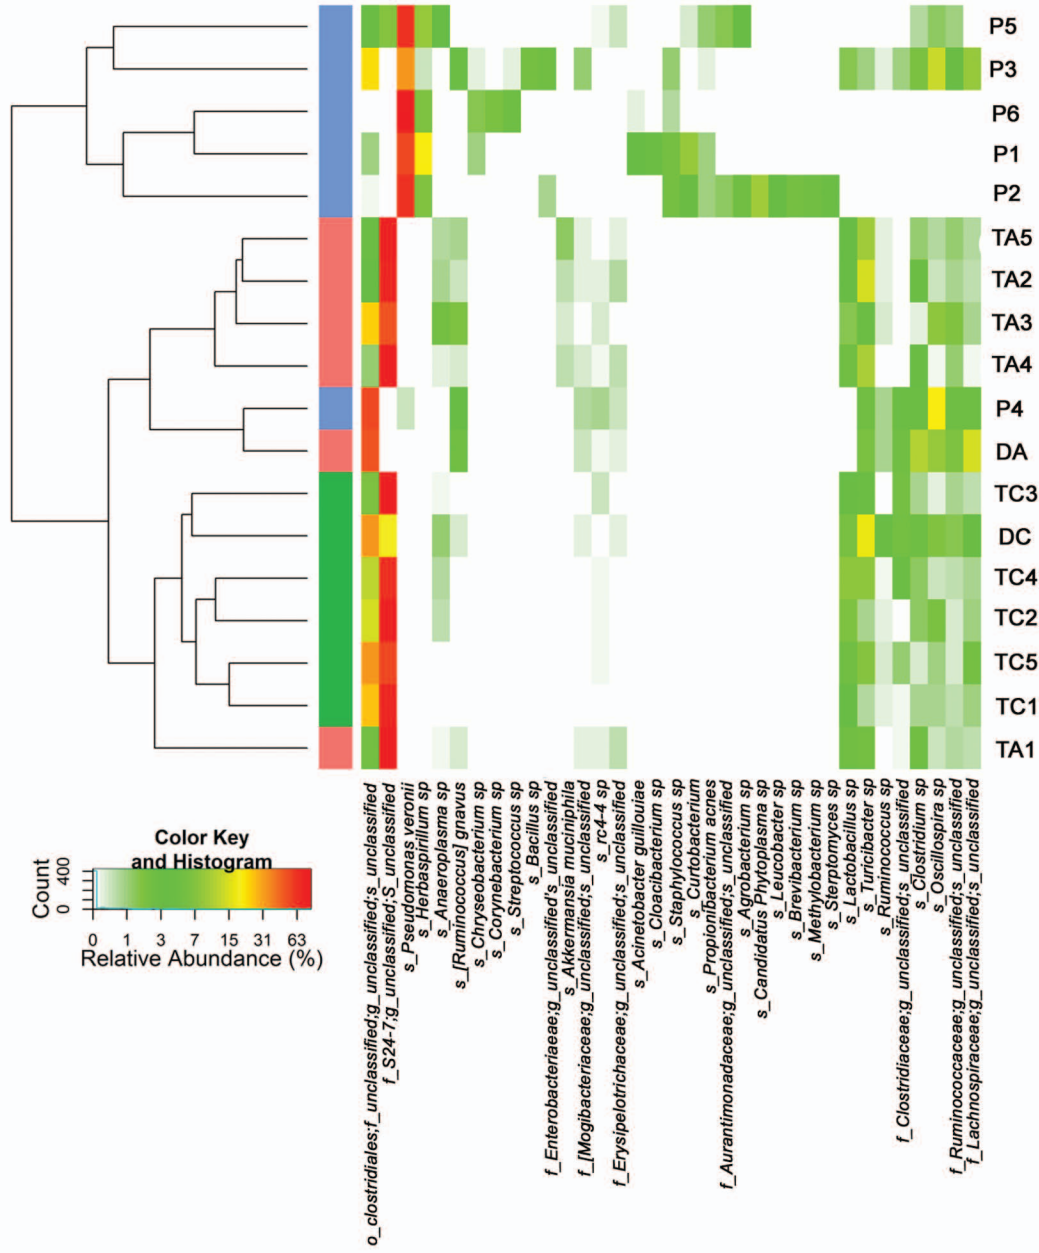 P5
P3
P6
P1
P2
TA5
TA2
TA3
TA4
P4
DA
TC3
DC
TC4
TC2
TC5
TC1
TA1
o_clostridiales;f_unclassified;g_unclassified;s_unclassified
f_S24-7;g_unclassified;S_unclassified
s_Pseudomonas veronii
s_Herbaspirillium sp
s_Anaeroplasma sp
s_[Ruminococcus] gnavus
s_Chryseobacterium sp
s_Corynebacterium sp
s_Streptococcus sp
s_Bacillus sp
f_Enterobacteriaeae;g_unclassified's_unclassified
s_Akkermansia muciniphila
f_[Mogibacteriaceae;g_unclassified;s_unclassified
s_rc4-4 sp
f_Erysipelotrichaceae;g_unclassified;s_unclassified
s_Acinetobacter guillouiae
s_Cloacibacterium sp
s_Staphylococcus sp
s_Curtobacterium
s_Propionibacterium acnes
f_Aurantimonadaceae;g_unclassified;s_unclassified
s_Agrobacterium sp
s_Candidatus Phytoplasma sp
s_Leucobacter sp
s_Brevibacterium sp
s_Methylobacterium sp
s_Sterptomyces sp
s_Lactobacillus sp
s_Turicibacter sp
s_Ruminococcus sp
f_Clostridiaceae;g_unclassified;s_unclassified
s_Clostridium sp
s_Oscillospira sp
f_Ruminococcaceae;g_unclassified;s_unclassified
f_Lachnospiraceae;g_unclassified;s_unclassified
Color Key
and Histogram
Count
0 400
0 1 3 7 15 31 63
Relative Abundance (%)